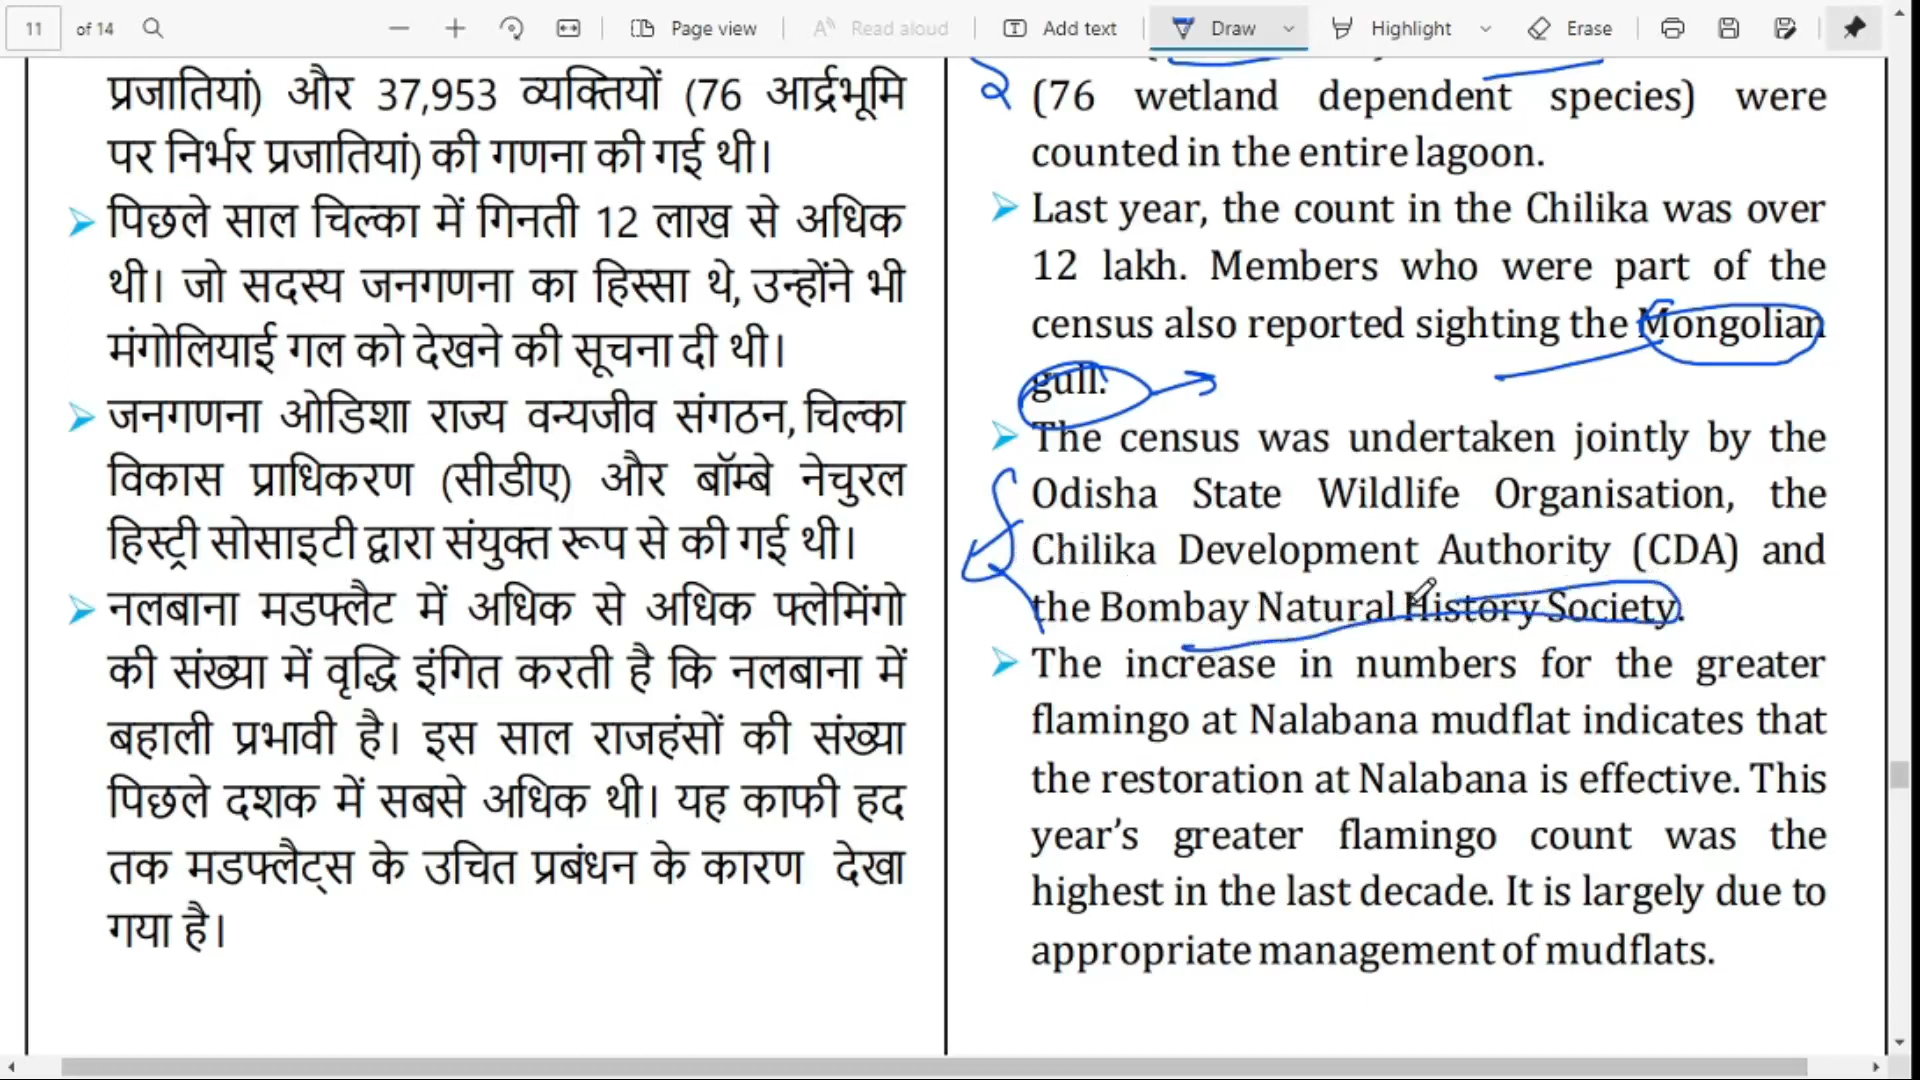 11 of 14 Page view Read aloud Add text Draw Highlight Erase
प्रजातियां) और 37,953 व्यक्तियों (76 आर्द्रभूमि
पर निर्भर प्रजातियां) की गणना की गई थी।
पिछले साल चिल्का में गिनती 12 लाख से अधिक
थी। जो सदस्य जनगणना का हिस्सा थे, उन्होंने भी
मंगोलियाई गल को देखने की सूचना दी थी।
जनगणना ओडिशा राज्य वन्यजीव संगठन, चिल्का
विकास प्राधिकरण (सीडीए) और बॉम्बे नेचुरल
हिस्ट्री सोसाइटी द्वारा संयुक्त रूप से की गई थी।
नलबाना मडफ्लैट में अधिक से अधिक फ्लेमिंगो
की संख्या में वृद्धि इंगित करती है कि नलबाना में
बहाली प्रभावी है। इस साल राजहंसों की संख्या
पिछले दशक में सबसे अधिक थी। यह काफी हद
तक मडफ्लैट्स के उचित प्रबंधन के कारण देखा
गया है।
(76 wetland dependent species) were
counted in the entire lagoon.
Last year, the count in the Chilika was over
12 lakh. Members who were part of the
census also reported sighting the Mongolian
gull.
The census was undertaken jointly by the
Odisha State Wildlife Organisation, the
Chilika Development Authority (CDA) and
the Bombay Natural History Society.
The increase in numbers for the greater
flamingo at Nalabana mudflat indicates that
the restoration at Nalabana is effective. This
year’s greater flamingo count was the
highest in the last decade. It is largely due to
appropriate management of mudflats.